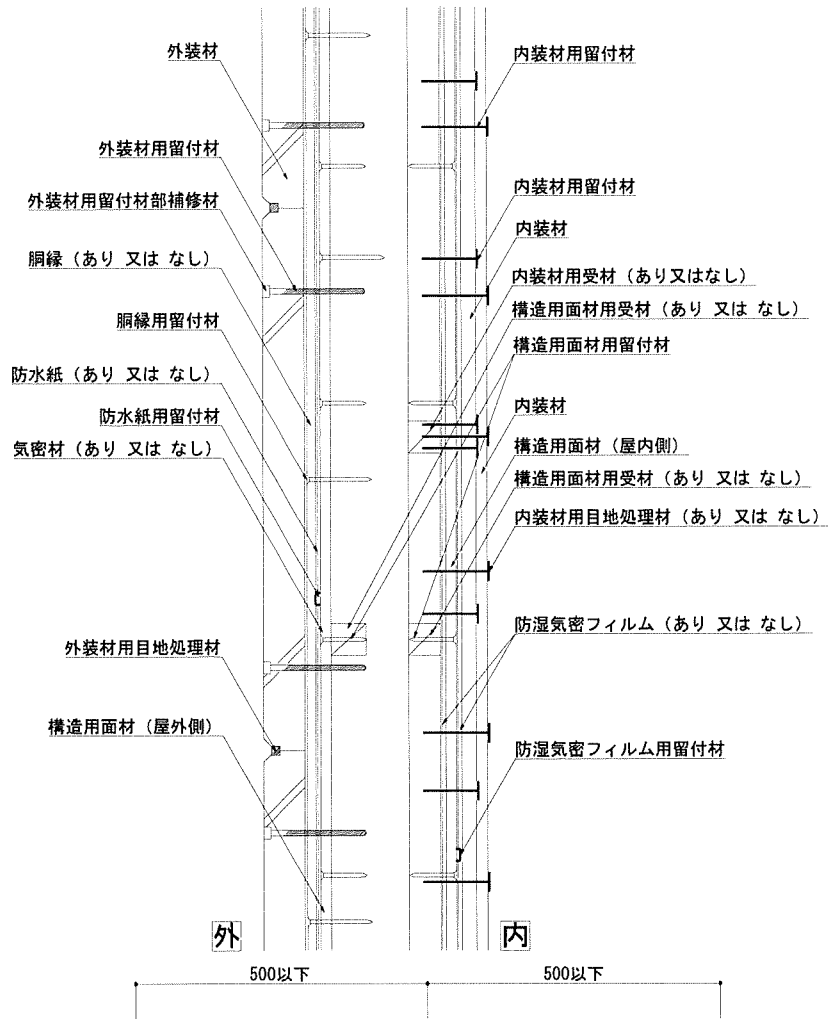 外装材
外装材用留付材
外装材用留付材部補修材
胴縁（あり 又は なし）
胴縁用留付材
防水紙（あり 又は なし）
防水紙用留付材
気密材（あり 又は なし）
外装材用目地処理材
構造用面材（屋外側）
内装材用留付材
内装材用留付材
内装材
内装材用受材（あり又はなし）
構造用面材用受材（あり 又は なし）
構造用面材用留付材
内装材
構造用面材（屋内側）
構造用面材用受材（あり 又は なし）
内装材用目地処理材（あり 又は なし）
防湿気密フィルム（あり 又は なし）
防湿気密フィルム用留付材
外
内
500以下
500以下